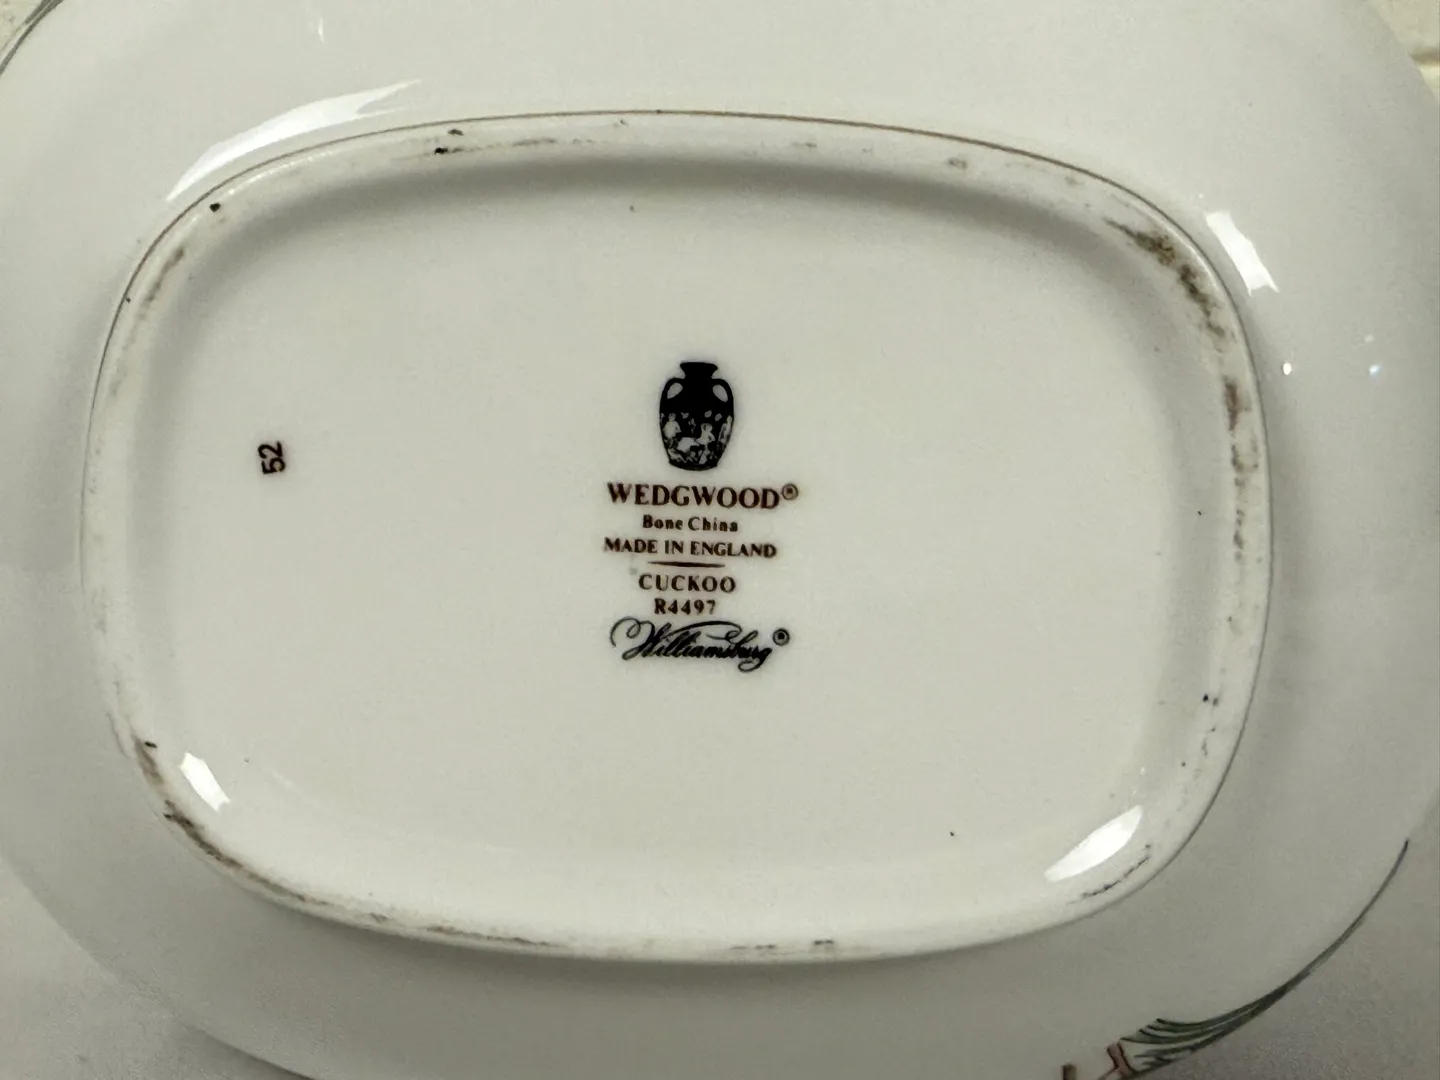 52
WEDGWOOD®
Bone China
MADE IN ENGLAND
CUCKOO
R4497
Williamsburg®